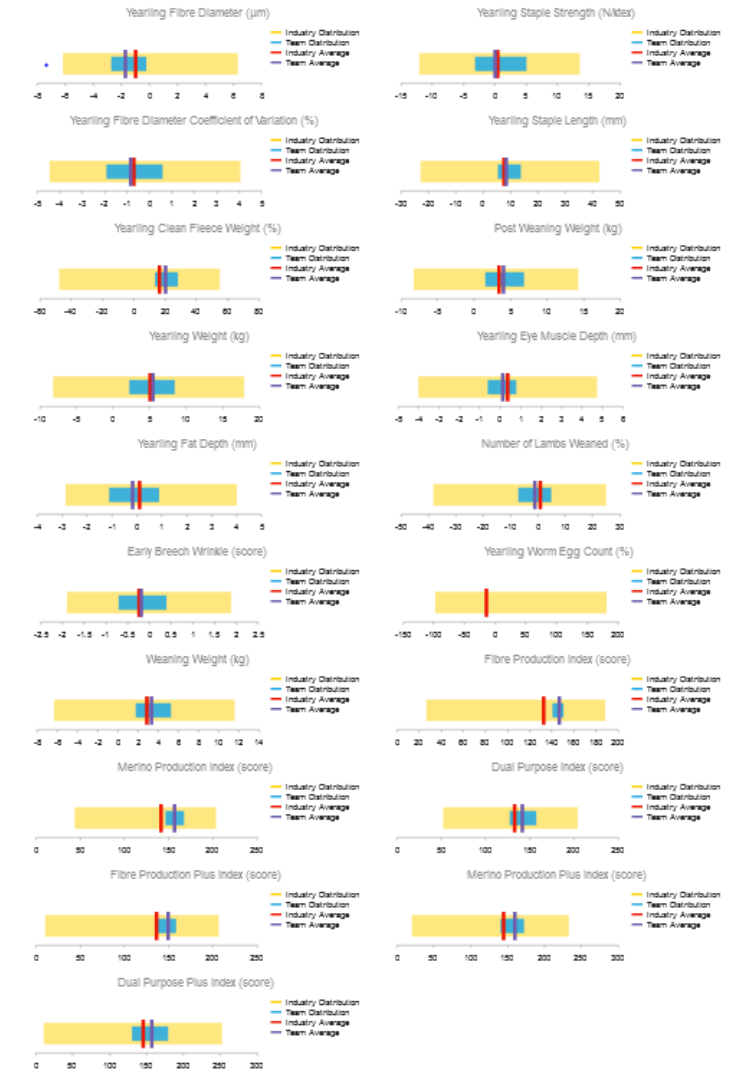 Yearling Fibre Diameter (µm)
Industry Distribution
Team Distribution
Industry Average
Team Average
-8 -6 -4 -2 0 2 4 6 8
Yearling Staple Strength (N/ktex)
Industry Distribution
Team Distribution
Industry Average
Team Average
-15 -10 -5 0 5 10 15 20
Yearling Fibre Diameter Coefficient of Variation (%)
Industry Distribution
Team Distribution
Industry Average
Team Average
-5 -4 -3 -2 -1 0 1 2 3 4 5
Yearling Staple Length (mm)
Industry Distribution
Team Distribution
Industry Average
Team Average
-30 -20 -10 0 10 20 30 40 50
Yearling Clean Fleece Weight (%)
Industry Distribution
Team Distribution
Industry Average
Team Average
-60 -40 -20 0 20 40 60 80
Post Weaning Weight (kg)
Industry Distribution
Team Distribution
Industry Average
Team Average
-10 -5 0 5 10 15 20
Yearling Weight (kg)
Industry Distribution
Team Distribution
Industry Average
Team Average
-10 -5 0 5 10 15 20
Yearling Eye Muscle Depth (mm)
Industry Distribution
Team Distribution
Industry Average
Team Average
-5 -4 -3 -2 -1 0 1 2 3 4 5 6
Yearling Fat Depth (mm)
Industry Distribution
Team Distribution
Industry Average
Team Average
-4 -3 -2 -1 0 1 2 3 4 5
Number of Lambs Weaned (%)
Industry Distribution
Team Distribution
Industry Average
Team Average
-50 -40 -30 -20 -10 0 10 20 30
Early Breech Wrinkle (score)
Industry Distribution
Team Distribution
Industry Average
Team Average
-2.5 -2 -1.5 -1 -0.5 0 0.5 1 1.5 2 2.5
Yearling Worm Egg Count (%)
Industry Distribution
Team Distribution
Industry Average
Team Average
-150 -100 -50 0 50 100 150 200
Weaning Weight (kg)
Industry Distribution
Team Distribution
Industry Average
Team Average
-8 -6 -4 -2 0 2 4 6 8 10 12 14
Fibre Production Index (score)
Industry Distribution
Team Distribution
Industry Average
Team Average
0 20 40 60 80 100 120 140 160 180 200
Merino Production Index (score)
Industry Distribution
Team Distribution
Industry Average
Team Average
0 50 100 150 200 250
Dual Purpose Index (score)
Industry Distribution
Team Distribution
Industry Average
Team Average
0 50 100 150 200 250
Fibre Production Plus Index (score)
Industry Distribution
Team Distribution
Industry Average
Team Average
0 50 100 150 200 250
Merino Production Plus Index (score)
Industry Distribution
Team Distribution
Industry Average
Team Average
0 50 100 150 200 250 300
Dual Purpose Plus Index (score)
Industry Distribution
Team Distribution
Industry Average
Team Average
0 50 100 150 200 250 300